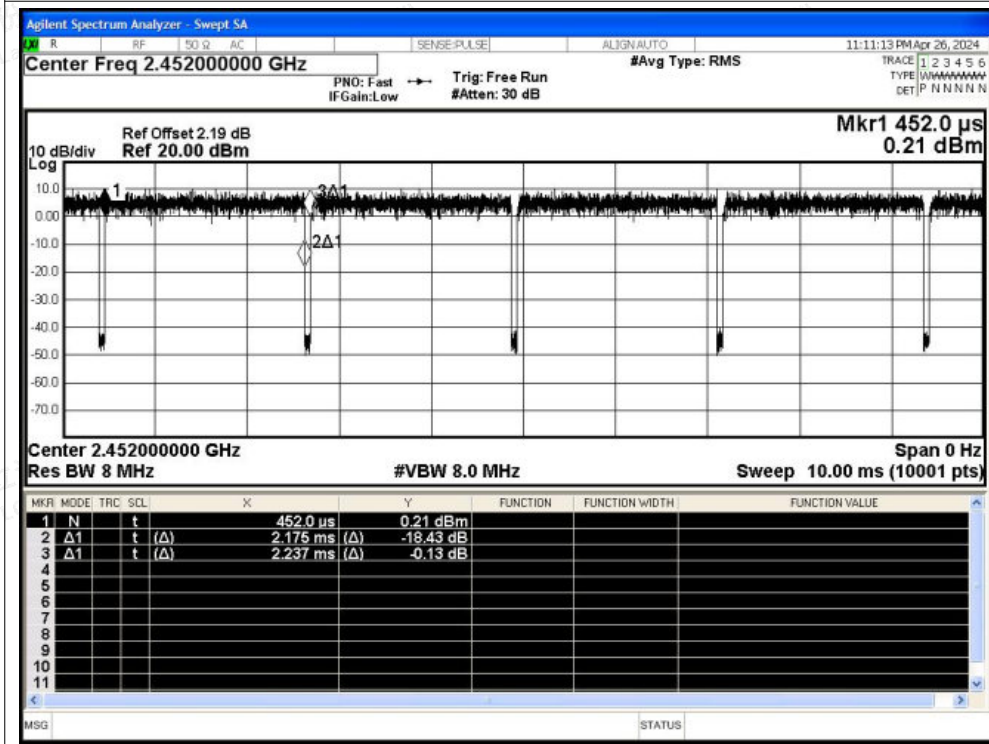 Agilent Spectrum Analyzer - Swept SA
LXI R RF 50 Ω AC SENSE:PULSE ALIGN AUTO 11:11:13 PM Apr 26, 2024
Center Freq 2.452000000 GHz #Avg Type: RMS TRACE 1 2 3 4 5 6
PNO: Fast Trig: Free Run TYPE WWWWWW
IFGain:Low #Atten: 30 dB DET P N N N N N
Mkr1 452.0 µs
Ref Offset 2.19 dB
10 dB/div Ref 20.00 dBm 0.21 dBm
Log
10.0
1 3Δ1
0.00
2Δ1
-10.0
-20.0
-30.0
-40.0
-50.0
-60.0
-70.0
Center 2.452000000 GHz Span 0 Hz
Res BW 8 MHz #VBW 8.0 MHz Sweep 10.00 ms (10001 pts)
MKR MODE TRC SCL X Y FUNCTION FUNCTION WIDTH FUNCTION VALUE
1 N t 452.0 µs 0.21 dBm
2 Δ1 t (Δ) 2.175 ms (Δ) -18.43 dB
3 Δ1 t (Δ) 2.237 ms (Δ) -0.13 dB
4
5
6
7
8
9
10
11
MSG STATUS